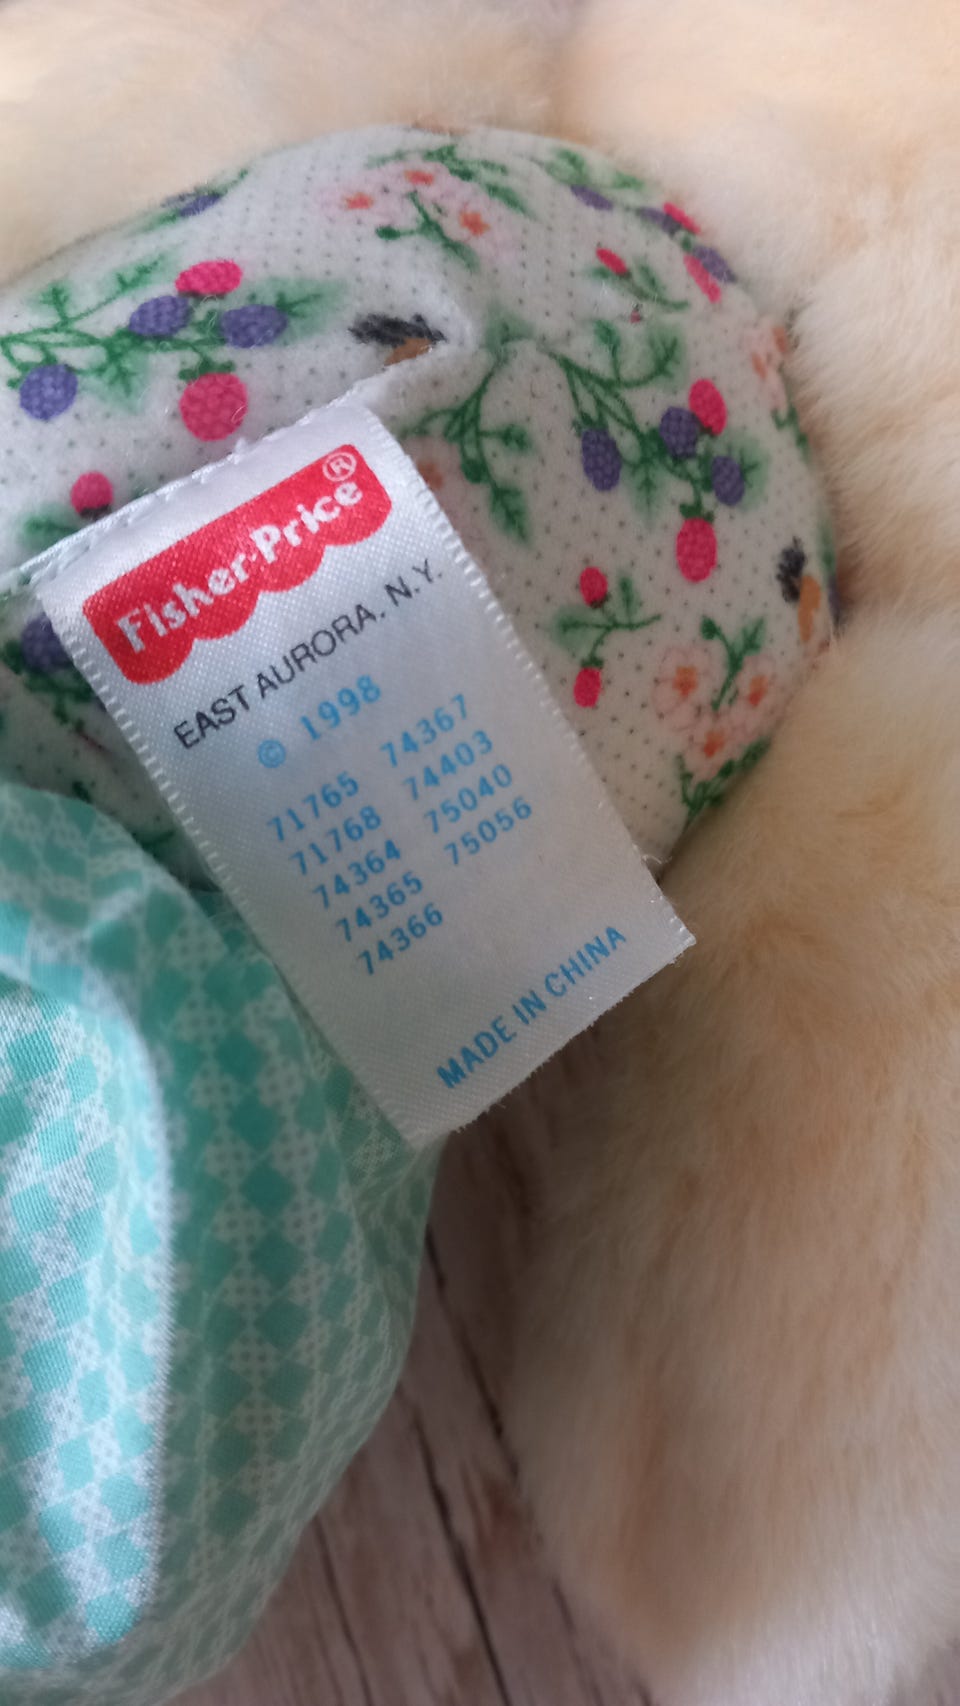 Fisher-Price®
EAST AURORA, N.Y.
© 1998
71765 74367
71768 74403
74364 75040
74365 75056
74366
MADE IN CHINA